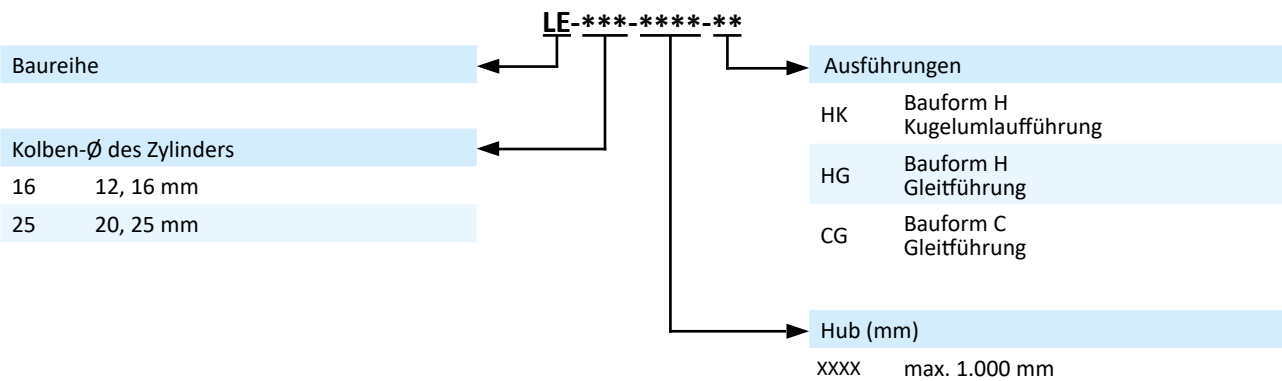 LE-***-****-**
Baureihe
Kolben-Ø des Zylinders
16 12, 16 mm
25 20, 25 mm
Ausführungen
HK Bauform H
Kugelumlaufführung
HG Bauform H
Gleitführung
CG Bauform C
Gleitführung
Hub (mm)
XXXX max. 1.000 mm